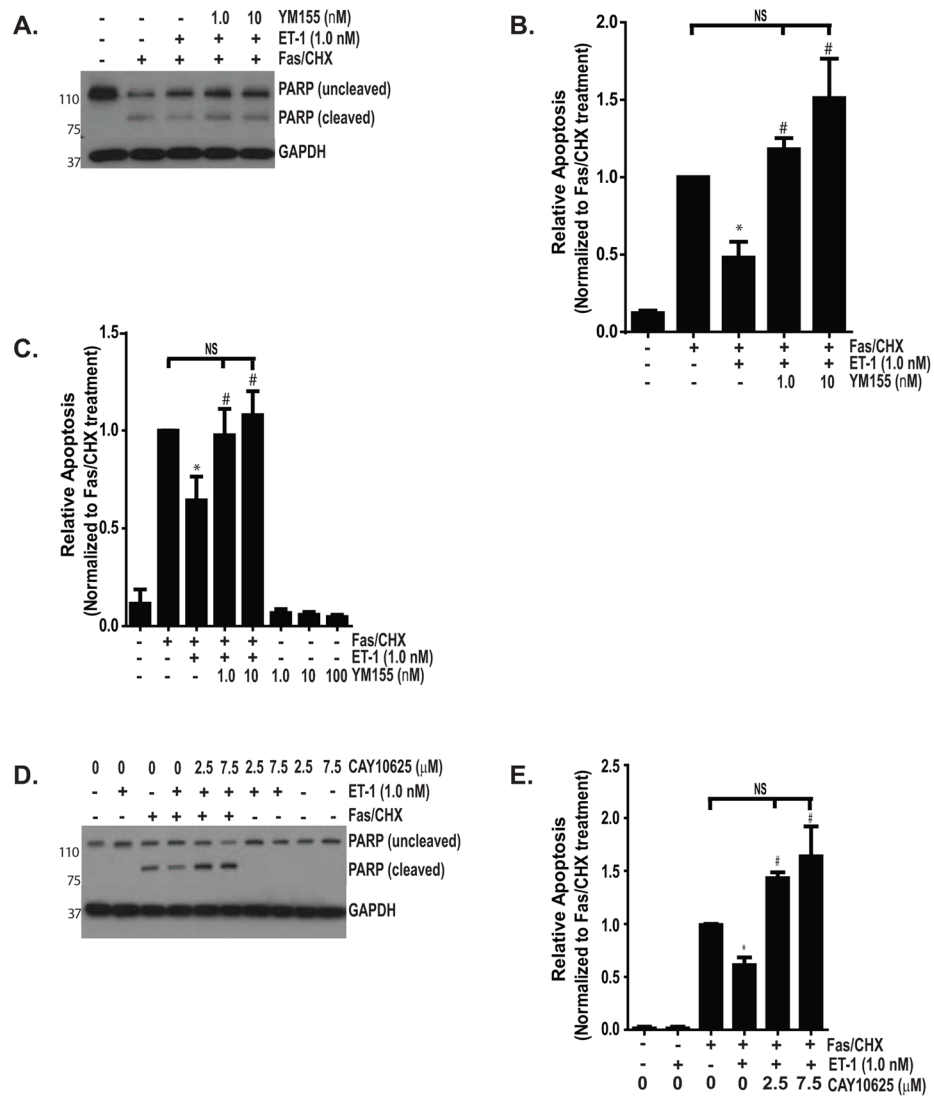 A.
- - - 1.0 10 YM155 (nM)
- - + + + ET-1 (1.0 nM)
- + + + + Fas/CHX
110 PARP (uncleaved)
75 PARP (cleaved)
37 GAPDH
B.
Relative Apoptosis
(Normalized to Fas/CHX treatment)
2.0
1.5
1.0
0.5
0.0
NS
* # #
- + + + + Fas/CHX
- - + + + ET-1 (1.0 nM)
- - - 1.0 10 YM155 (nM)
C.
Relative Apoptosis
(Normalized to Fas/CHX treatment)
1.5
1.0
0.5
0.0
NS
* # #
- + + + + - - - Fas/CHX
- - + + + - - - ET-1 (1.0 nM)
- - - 1.0 10 1.0 10 100 YM155 (nM)
D.
0 0 0 0 2.5 7.5 2.5 7.5 2.5 7.5 CAY10625 (μM)
- + - + + + + + - - ET-1 (1.0 nM)
- - + + + + - - - - Fas/CHX
110 PARP (uncleaved)
75 PARP (cleaved)
37 GAPDH
E.
Relative Apoptosis
(Normalized to Fas/CHX treatment)
2.5
2.0
1.5
1.0
0.5
0.0
NS
* # #
- - + + + + Fas/CHX
- + - + + + ET-1 (1.0 nM)
0 0 0 0 2.5 7.5 CAY10625 (μM)